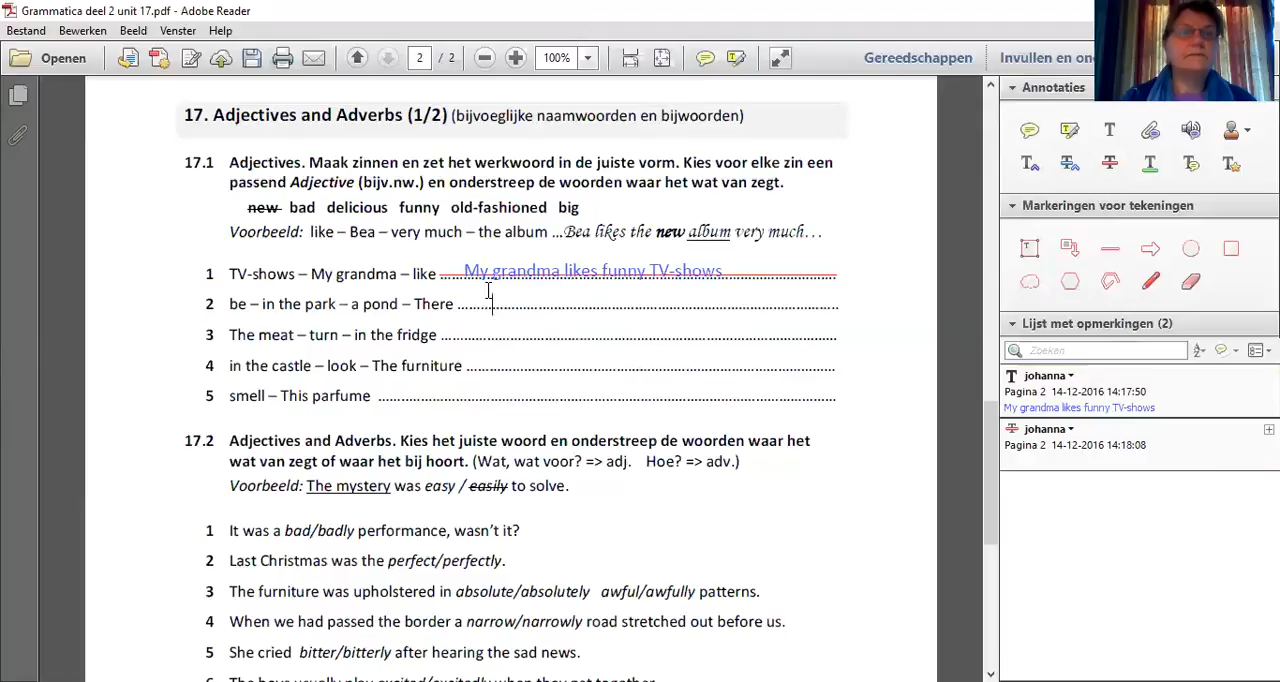 Grammatica deel 2 unit 17.pdf - Adobe Reader
Bestand Bewerken Beeld Venster Help
Openen 2 / 2 100% Gereedschappen Invullen en on
17. Adjectives and Adverbs (1/2) (bijvoeglijke naamwoorden en bijwoorden)
17.1 Adjectives. Maak zinnen en zet het werkwoord in de juiste vorm. Kies voor elke zin een
passend Adjective (bijv.nw.) en onderstreep de woorden waar het wat van zegt.
new bad delicious funny old-fashioned big
Voorbeeld: like – Bea – very much – the album ...Bea likes the new album very much...
1 TV-shows – My grandma – like My grandma likes funny TV-shows
2 be – in the park – a pond – There
3 The meat – turn – in the fridge
4 in the castle – look – The furniture
5 smell – This parfume
17.2 Adjectives and Adverbs. Kies het juiste woord en onderstreep de woorden waar het
wat van zegt of waar het bij hoort. (Wat, wat voor? => adj. Hoe? => adv.)
Voorbeeld: The mystery was easy / easily to solve.
1 It was a bad/badly performance, wasn't it?
2 Last Christmas was the perfect/perfectly.
3 The furniture was upholstered in absolute/absolutely awful/awfully patterns.
4 When we had passed the border a narrow/narrowly road stretched out before us.
5 She cried bitter/bitterly after hearing the sad news.
6 The boys usually play excited/excitedly when they get together.
Annotaties
Markeringen voor tekeningen
Lijst met opmerkingen (2)
Zoeken
johanna
Pagina 2 14-12-2016 14:17:50
My grandma likes funny TV-shows
johanna
Pagina 2 14-12-2016 14:18:08